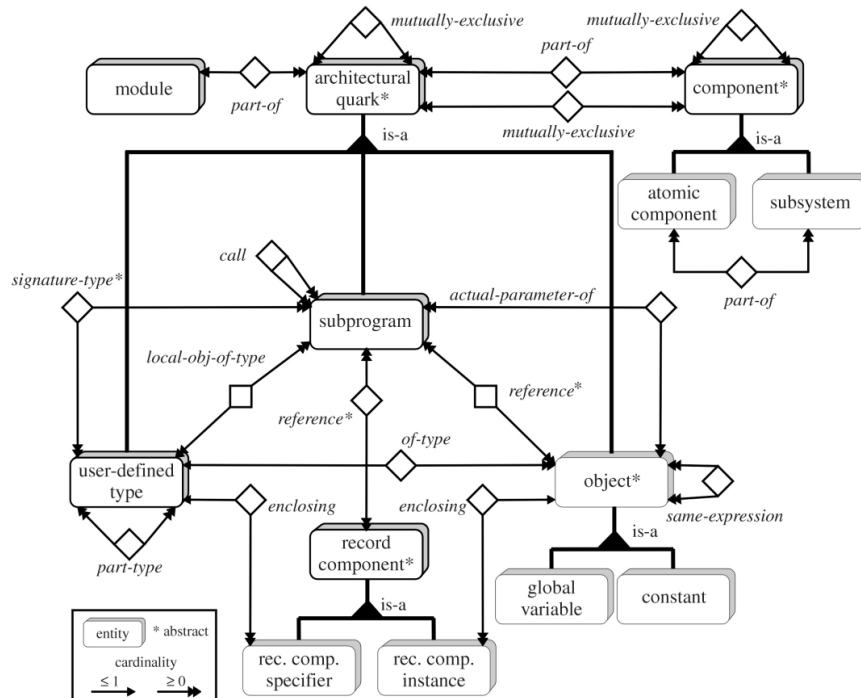 mutually-exclusive
mutually-exclusive
part-of
module
architectural
quark*
component*
part-of
mutually-exclusive
is-a
is-a
atomic
component
subsystem
call
signature-type*
actual-parameter-of
part-of
subprogram
local-obj-of-type
reference*
reference*
of-type
user-defined
type
object*
enclosing
enclosing
same-expression
part-type
record
component*
is-a
global
variable
constant
is-a
entity
* abstract
cardinality
≤ 1
≥ 0
rec. comp.
specifier
rec. comp.
instance